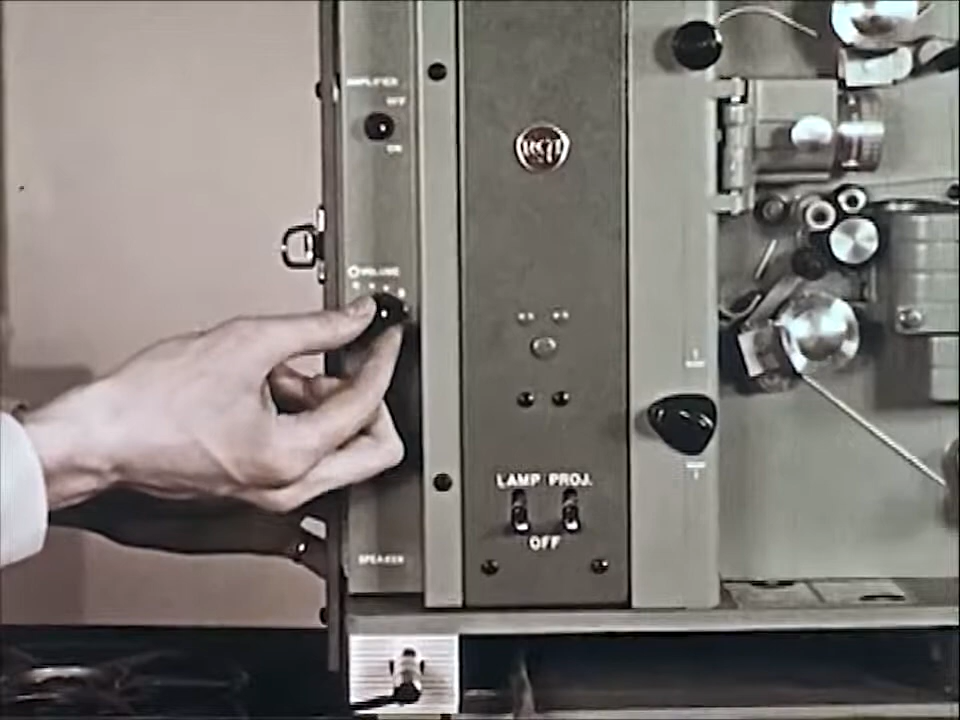 AMPLIFIER
OFF
ON
RCA
VOLUME
LAMP PROJ.
OFF
SPEAKER